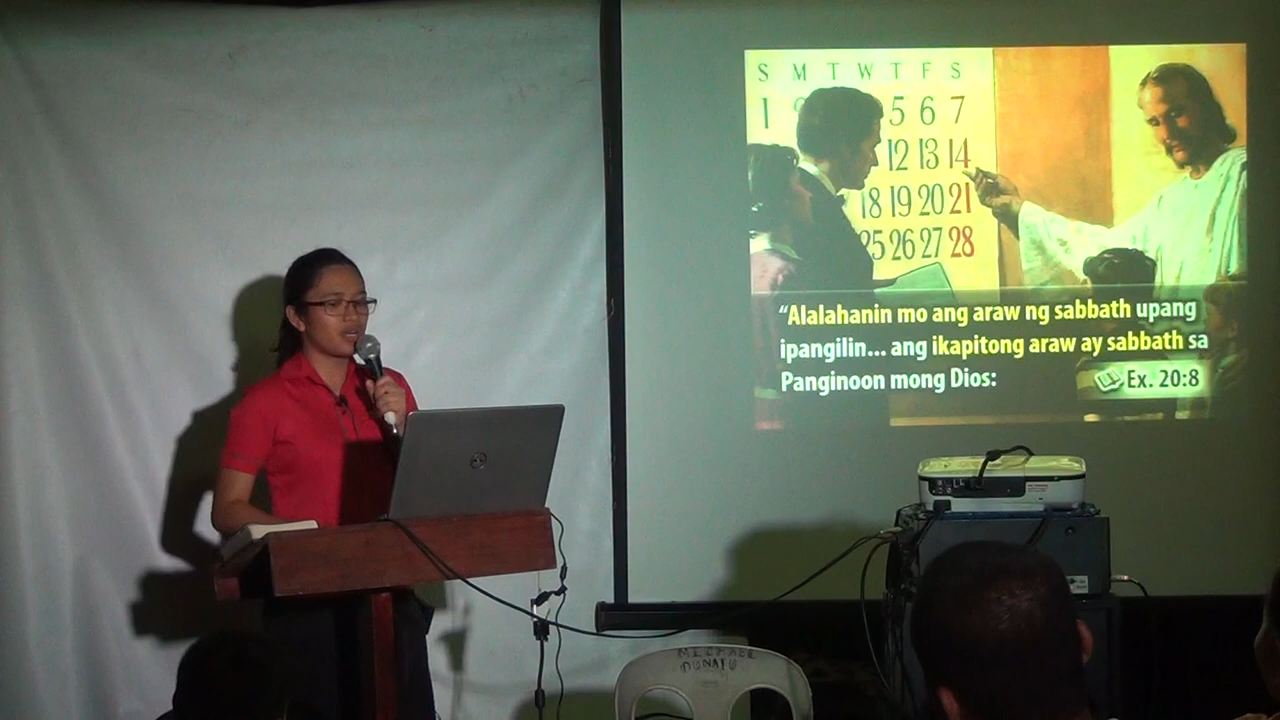 S M T W T F S
1 5 6 7
12 13 14
18 19 20 21
25 26 27 28
“Alalahanin mo ang araw ng sabbath upang
ipangilin... ang ikapitong araw ay sabbath sa
Panginoon mong Dios:
Ex. 20:8
DELL